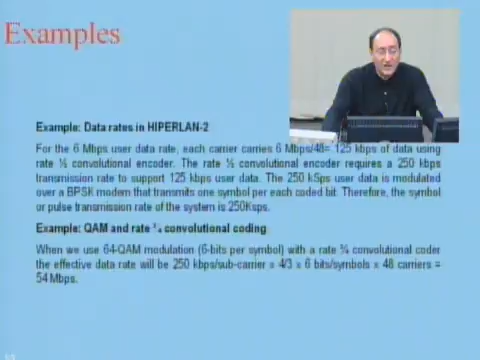 Examples
Example: Data rates in HIPERLAN-2
For the 6 Mbps user data rate, each carrier carries 6 Mbps/48= 125 kbps of data using
rate ½ convolutional encoder. The rate ½ convolutional encoder requires a 250 kbps
transmission rate to support 125 kbps user data. The 250 kSps user data is modulated
over a BPSK modem that transmits one symbol per each coded bit. Therefore, the symbol
or pulse transmission rate of the system is 250Ksps.
Example: QAM and rate ¾ convolutional coding
When we use 64-QAM modulation (6-bits per symbol) with a rate ¾ convolutional coder
the effective data rate will be 250 kbps/sub-carrier x 4/3 x 6 bits/symbols x 48 carriers =
54 Mbps.